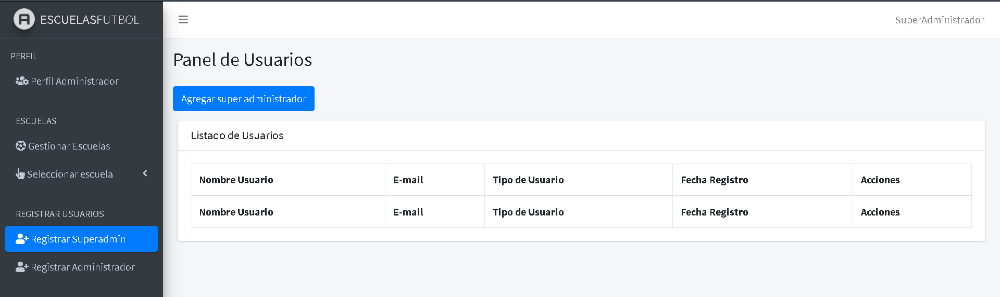 ESCUELASFUTBOL
SuperAdministrador
PERFIL
Perfil Administrador
ESCUELAS
Gestionar Escuelas
Seleccionar escuela
REGISTRAR USUARIOS
Registrar Superadmin
Registrar Administrador
Panel de Usuarios
Agregar super administrador
Listado de Usuarios
Nombre Usuario E-mail Tipo de Usuario Fecha Registro Acciones
Nombre Usuario E-mail Tipo de Usuario Fecha Registro Acciones